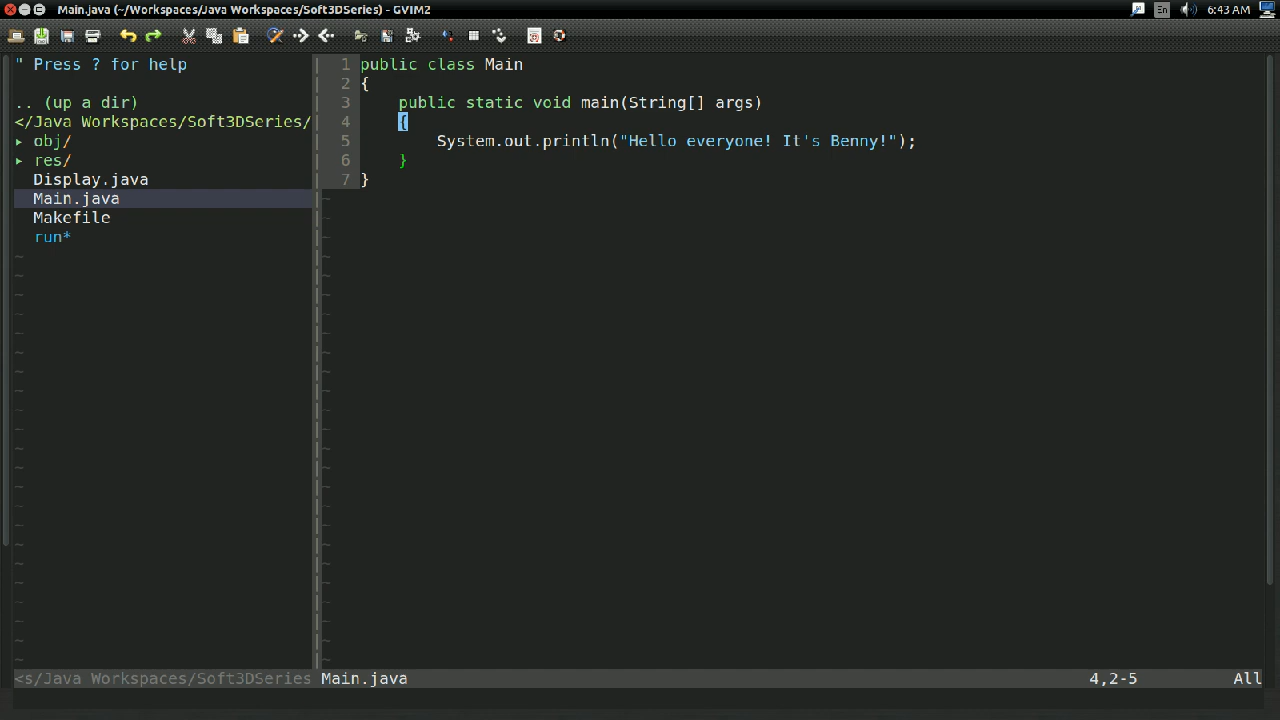 Main.java (~/Workspaces/Java Workspaces/Soft3DSeries) - GVIM2
En
6:43 AM
" Press ? for help
.. (up a dir)
</Java Workspaces/Soft3DSeries/
▸ obj/
▸ res/
Display.java
Main.java
Makefile
run*
1 public class Main
2 {
3     public static void main(String[] args)
4     {
5         System.out.println("Hello everyone! It's Benny!");
6     }
7 }
<s/Java Workspaces/Soft3DSeries Main.java 4,2-5 All